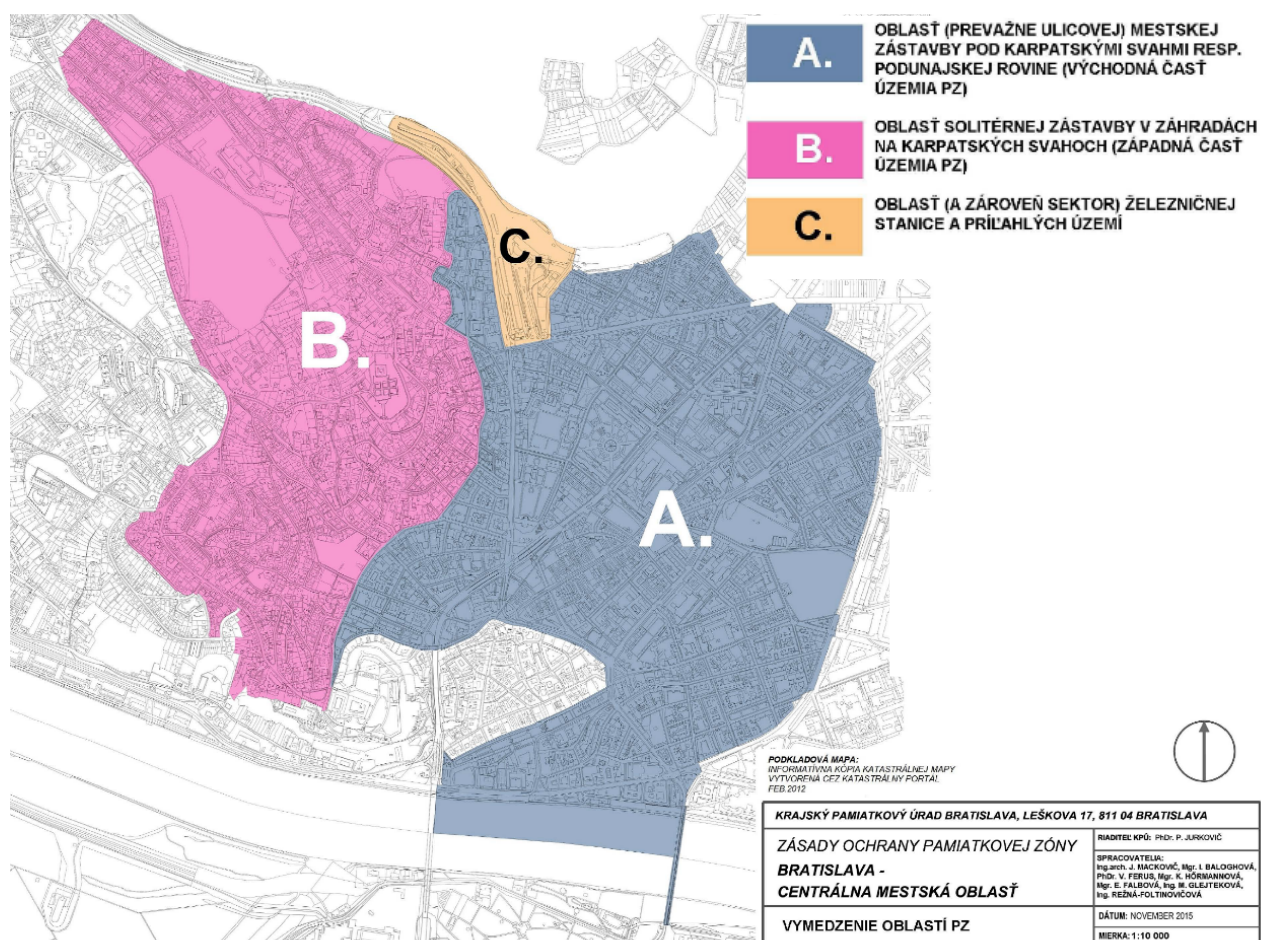 A.
OBLASŤ (PREVAŽNE ULICOVEJ) MESTSKEJ
ZÁSTAVBY POD KARPATSKÝMI SVAHMI RESP.
PODUNAJSKEJ ROVINE (VÝCHODNÁ ČASŤ
ÚZEMIA PZ)
B.
OBLASŤ SOLITÉRNEJ ZÁSTAVBY V ZÁHRADÁCH
NA KARPATSKÝCH SVAHOCH (ZÁPADNÁ ČASŤ
ÚZEMIA PZ)
C.
OBLASŤ (A ZÁROVEŇ SEKTOR) ŽELEZNIČNEJ
STANICE A PRÍĽAHLÝCH ÚZEMÍ
C.
B.
A.
PODKLADOVÁ MAPA:
INFORMATÍVNA KÓPIA KATASTRÁLNEJ MAPY
VYTVORENÁ CEZ KATASTRÁLNY PORTÁL
FEB.2012
KRAJSKÝ PAMIATKOVÝ ÚRAD BRATISLAVA, LEŠKOVA 17, 811 04 BRATISLAVA
ZÁSADY OCHRANY PAMIATKOVEJ ZÓNY
BRATISLAVA -
CENTRÁLNA MESTSKÁ OBLASŤ
VYMEDZENIE OBLASTÍ PZ
RIADITEĽ KPÚ: PhDr. P. JURKOVIČ
SPRACOVATELIA:
Ing.arch. J. MACKOVIČ, Mgr. I. BALOGHOVÁ,
PhDr. V. FERUS, Mgr. K. HÖRMANNOVÁ,
Mgr. E. FALBOVÁ, Ing. M. GLEJTEKOVÁ,
Ing. REŽNÁ-FOLTINOVIČOVÁ
DÁTUM: NOVEMBER 2015
MIERKA: 1:10 000